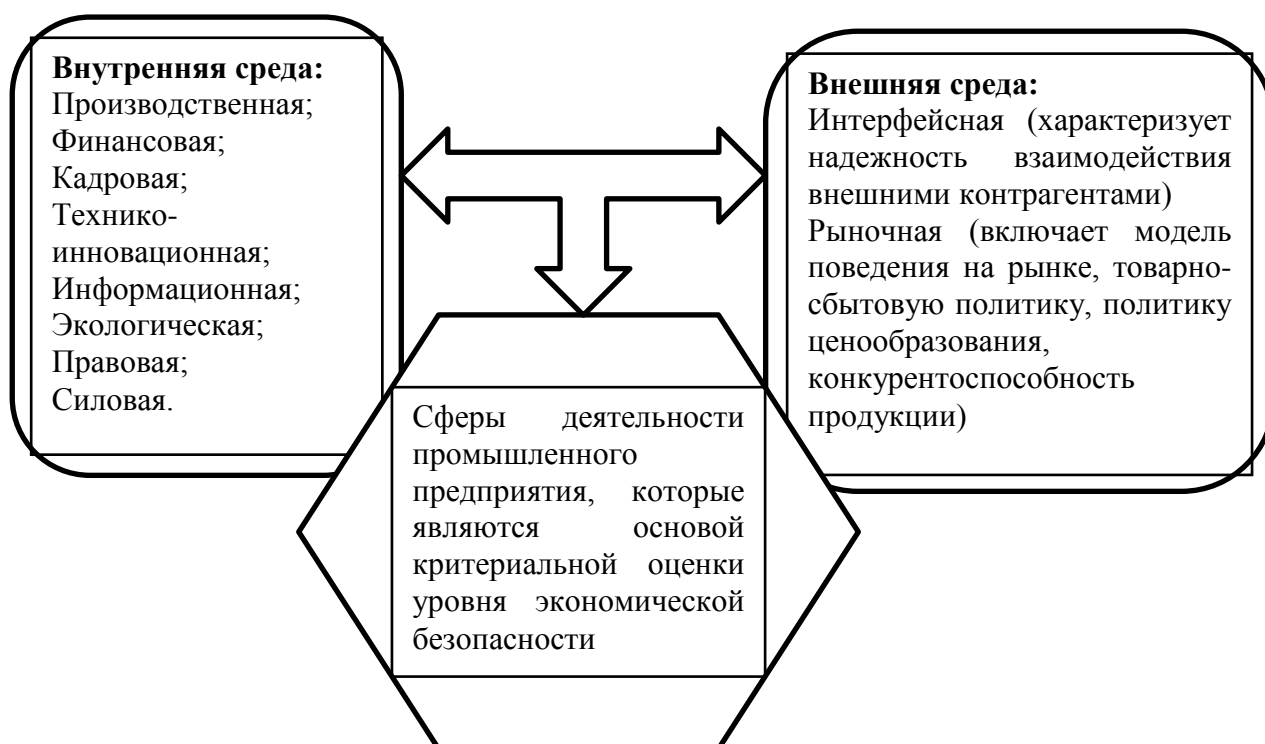 Внутренняя среда:
Производственная;
Финансовая;
Кадровая;
Технико-
инновационная;
Информационная;
Экологическая;
Правовая;
Силовая.
Внешняя среда:
Интерфейсная (характеризует
надежность взаимодействия
внешними контрагентами)
Рыночная (включает модель
поведения на рынке, товарно-
сбытовую политику, политику
ценообразования,
конкурентоспособность
продукции)
Сферы деятельности
промышленного
предприятия, которые
являются основой
критериальной оценки
уровня экономической
безопасности